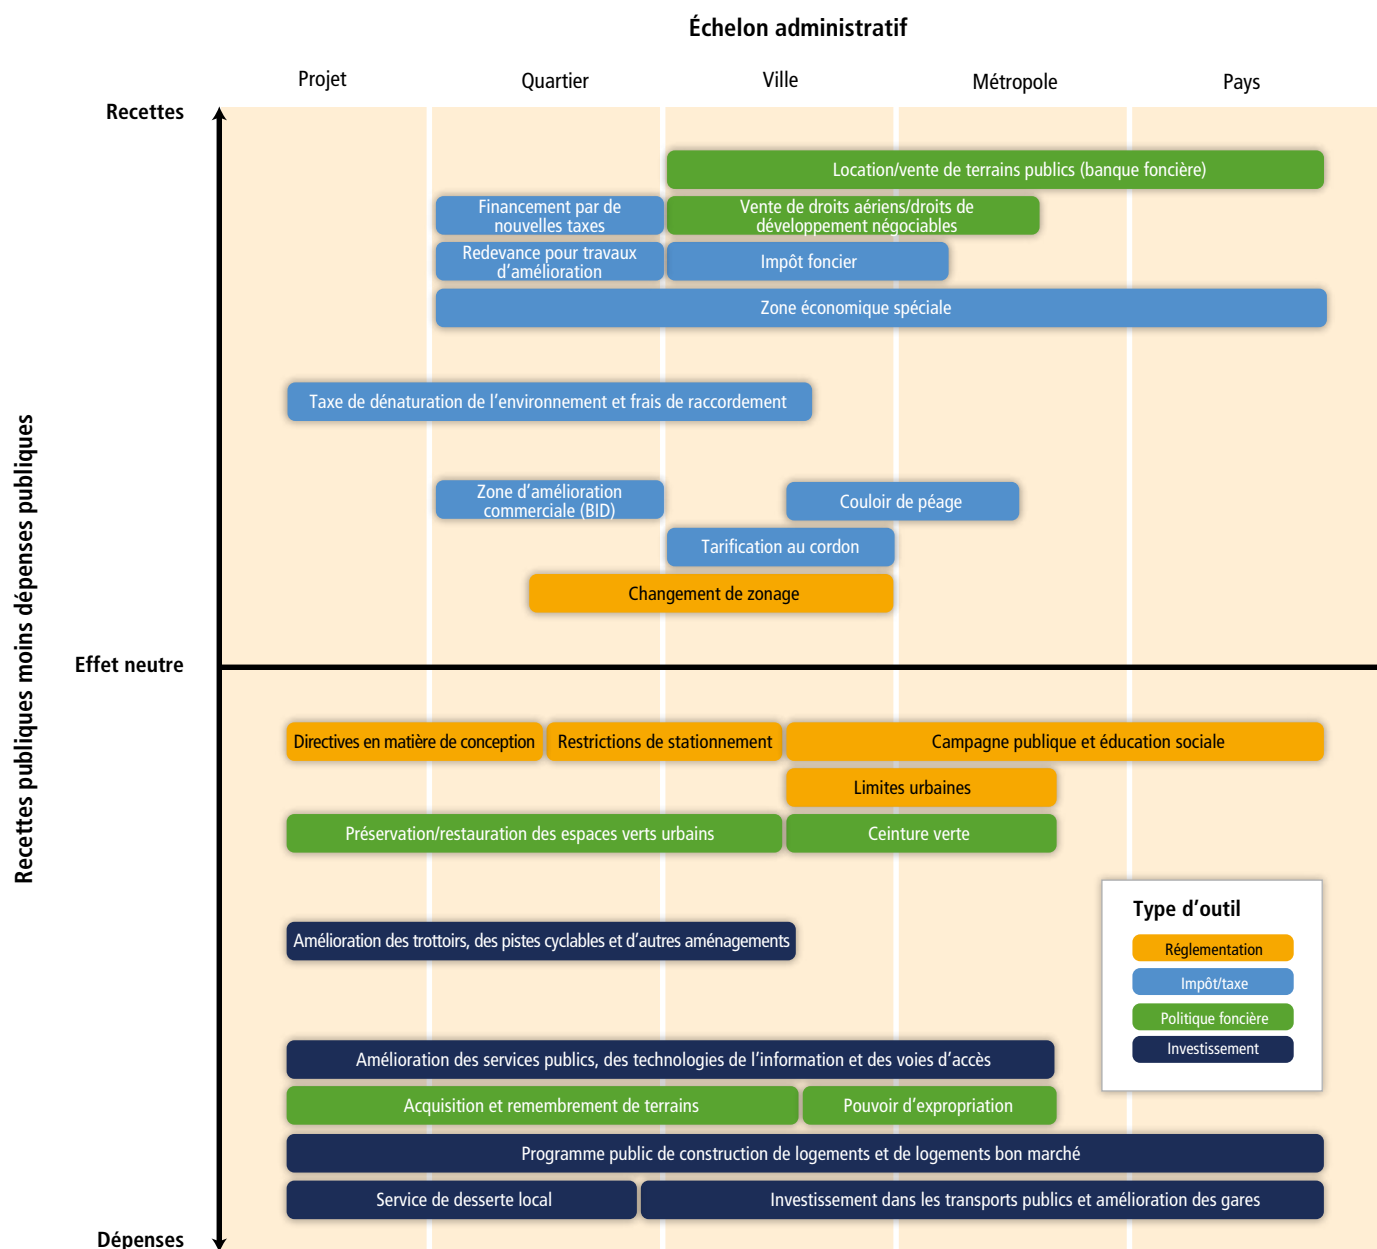 Échelon administratif
Projet
Quartier
Ville
Métropole
Pays
Recettes
Location/vente de terrains publics (banque foncière)
Financement par de
nouvelles taxes
Vente de droits aériens/droits de
développement négociables
Redevance pour travaux
d’amélioration
Impôt foncier
Zone économique spéciale
Taxe de dénaturation de l’environnement et frais de raccordement
Zone d’amélioration
commerciale (BID)
Couloir de péage
Tarification au cordon
Changement de zonage
Recettes publiques moins dépenses publiques
Effet neutre
Directives en matière de conception
Restrictions de stationnement
Campagne publique et éducation sociale
Limites urbaines
Préservation/restauration des espaces verts urbains
Ceinture verte
Type d’outil
Réglementation
Impôt/taxe
Politique foncière
Investissement
Amélioration des trottoirs, des pistes cyclables et d’autres aménagements
Amélioration des services publics, des technologies de l’information et des voies d’accès
Acquisition et remembrement de terrains
Pouvoir d’expropriation
Programme public de construction de logements et de logements bon marché
Service de desserte local
Investissement dans les transports publics et amélioration des gares
Dépenses